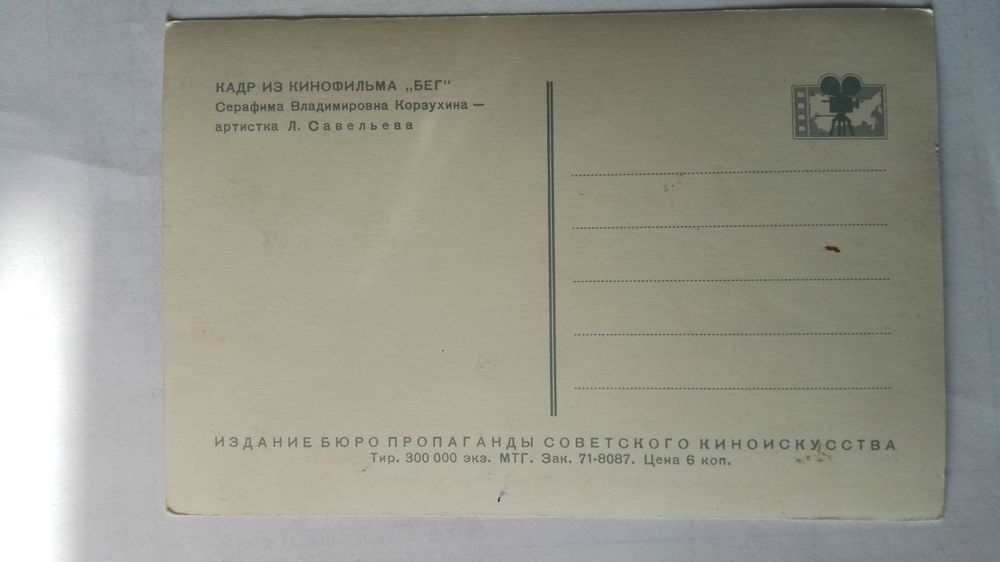 КАДР ИЗ КИНОФИЛЬМА „БЕГ“
Серафима Владимировна Корзухина —
артистка Л. Савельева
ИЗДАНИЕ БЮРО ПРОПАГАНДЫ СОВЕТСКОГО КИНОИСКУССТВА
Тир. 300 000 экз. МТГ. Зак. 71-8087. Цена 6 коп.